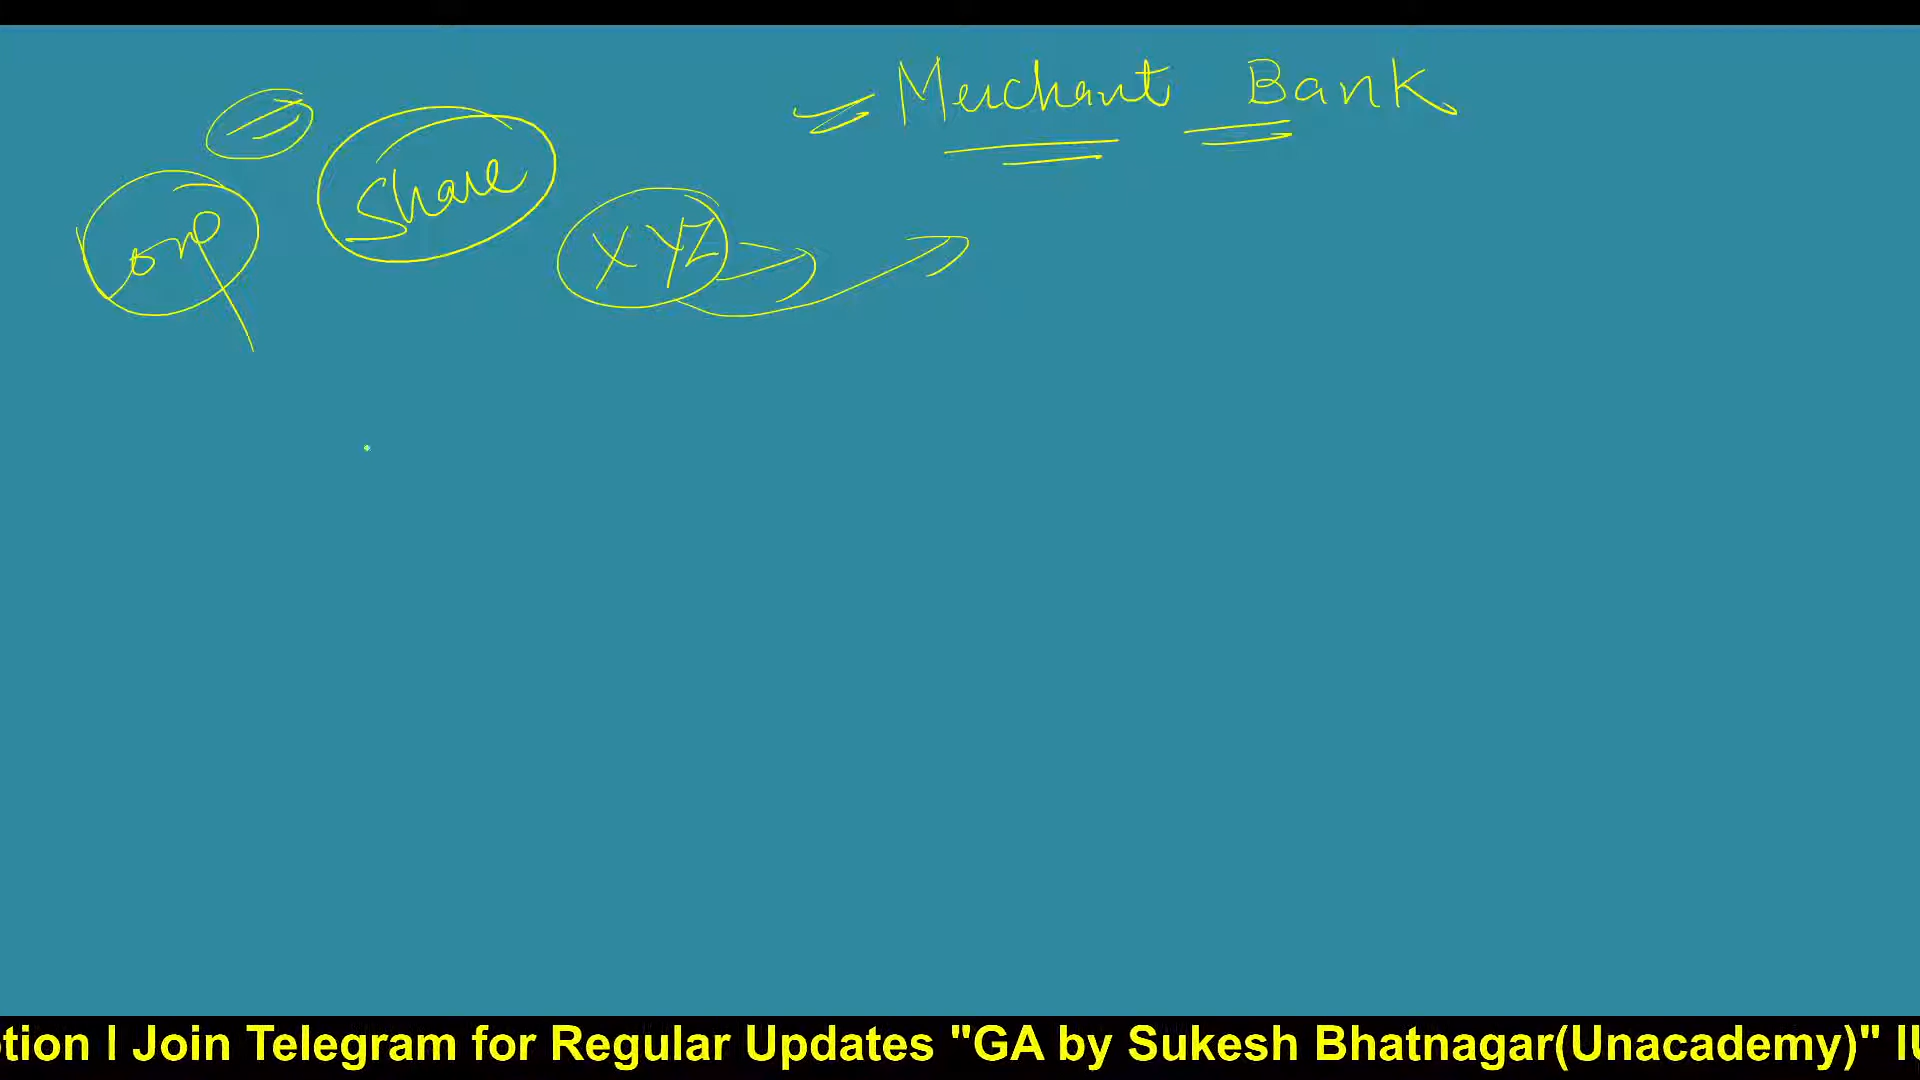 Merchant Bank
Share
XYZ
tion I Join Telegram for Regular Updates "GA by Sukesh Bhatnagar(Unacademy)" I